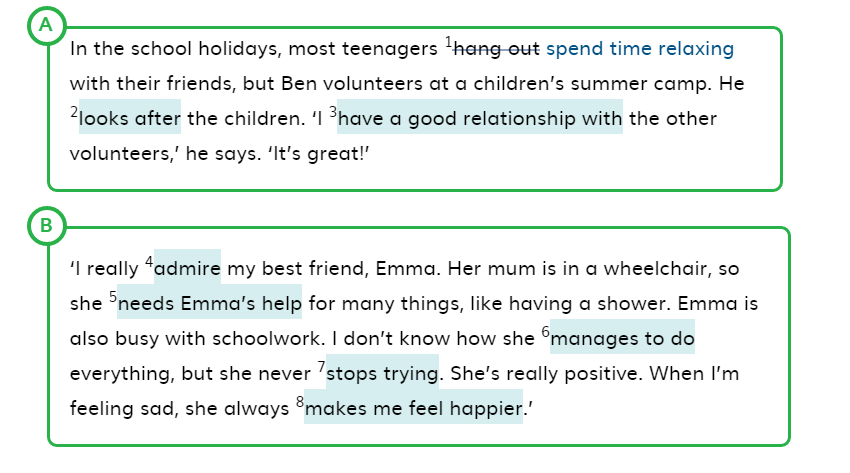 A
In the school holidays, most teenagers ¹hang out spend time relaxing
with their friends, but Ben volunteers at a children’s summer camp. He
²looks after the children. ‘I ³have a good relationship with the other
volunteers,’ he says. ‘It’s great!’
B
‘I really ⁴admire my best friend, Emma. Her mum is in a wheelchair, so
she ⁵needs Emma’s help for many things, like having a shower. Emma is
also busy with schoolwork. I don’t know how she ⁶manages to do
everything, but she never ⁷stops trying. She’s really positive. When I’m
feeling sad, she always ⁸makes me feel happier.’